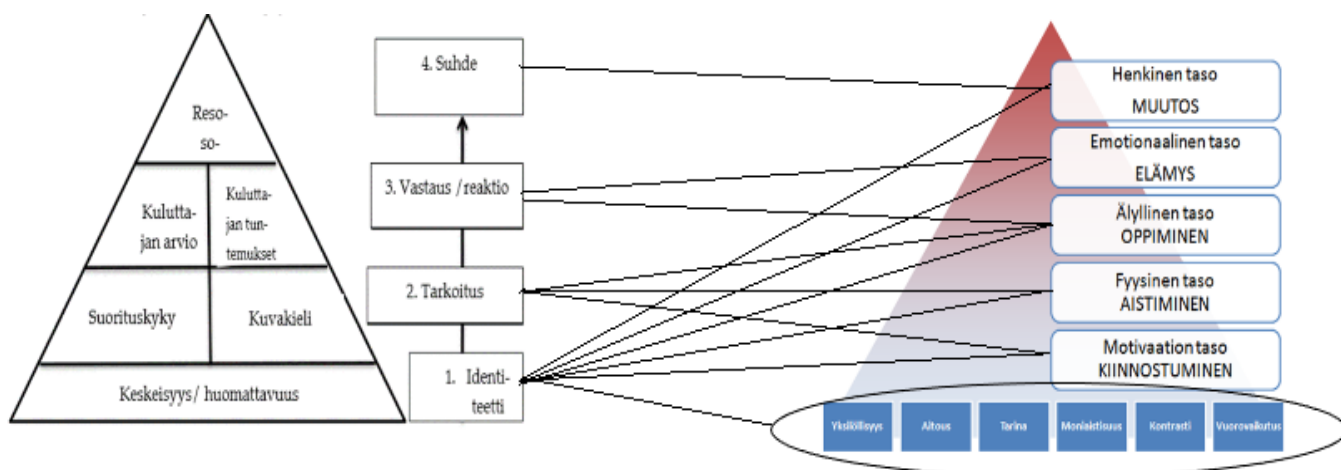 Reso-
so-
Kulutta-
jan arvio
Kulutta-
jan tun-
temukset
Suorituskyky
Kuvakieli
Keskeisyys/ huomattavuus
4. Suhde
3. Vastaus /reaktio
2. Tarkoitus
1. Identi-
teetti
Henkinen taso
MUUTOS
Emotionaalinen taso
ELÄMYS
Älyllinen taso
OPPIMINEN
Fyysinen taso
AISTIMINEN
Motivaation taso
KIINNOSTUMINEN
Yksilöllisyys
Aitous
Tarina
Moniaistisuus
Kontrasti
Vuorovaikutus